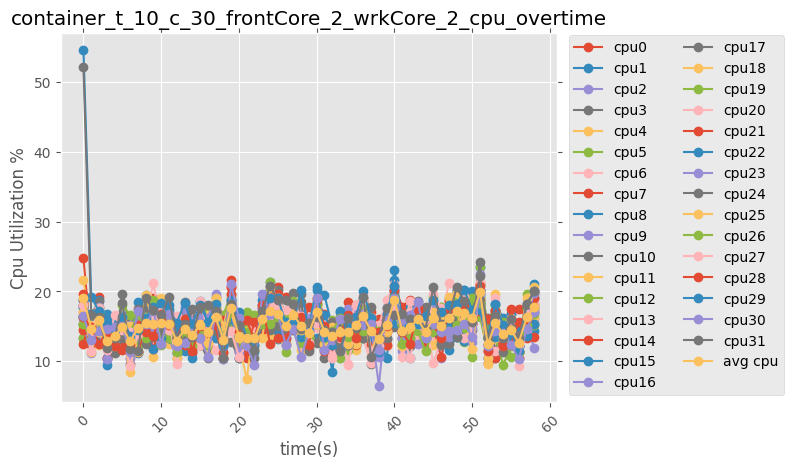 container_t_10_c_30_frontCore_2_wrkCore_2_cpu_overtime
Cpu Utilization %
50
40
30
20
10
0
10
20
30
40
50
60
time(s)
cpu0
cpu1
cpu2
cpu3
cpu4
cpu5
cpu6
cpu7
cpu8
cpu9
cpu10
cpu11
cpu12
cpu13
cpu14
cpu15
cpu16
cpu17
cpu18
cpu19
cpu20
cpu21
cpu22
cpu23
cpu24
cpu25
cpu26
cpu27
cpu28
cpu29
cpu30
cpu31
avg cpu